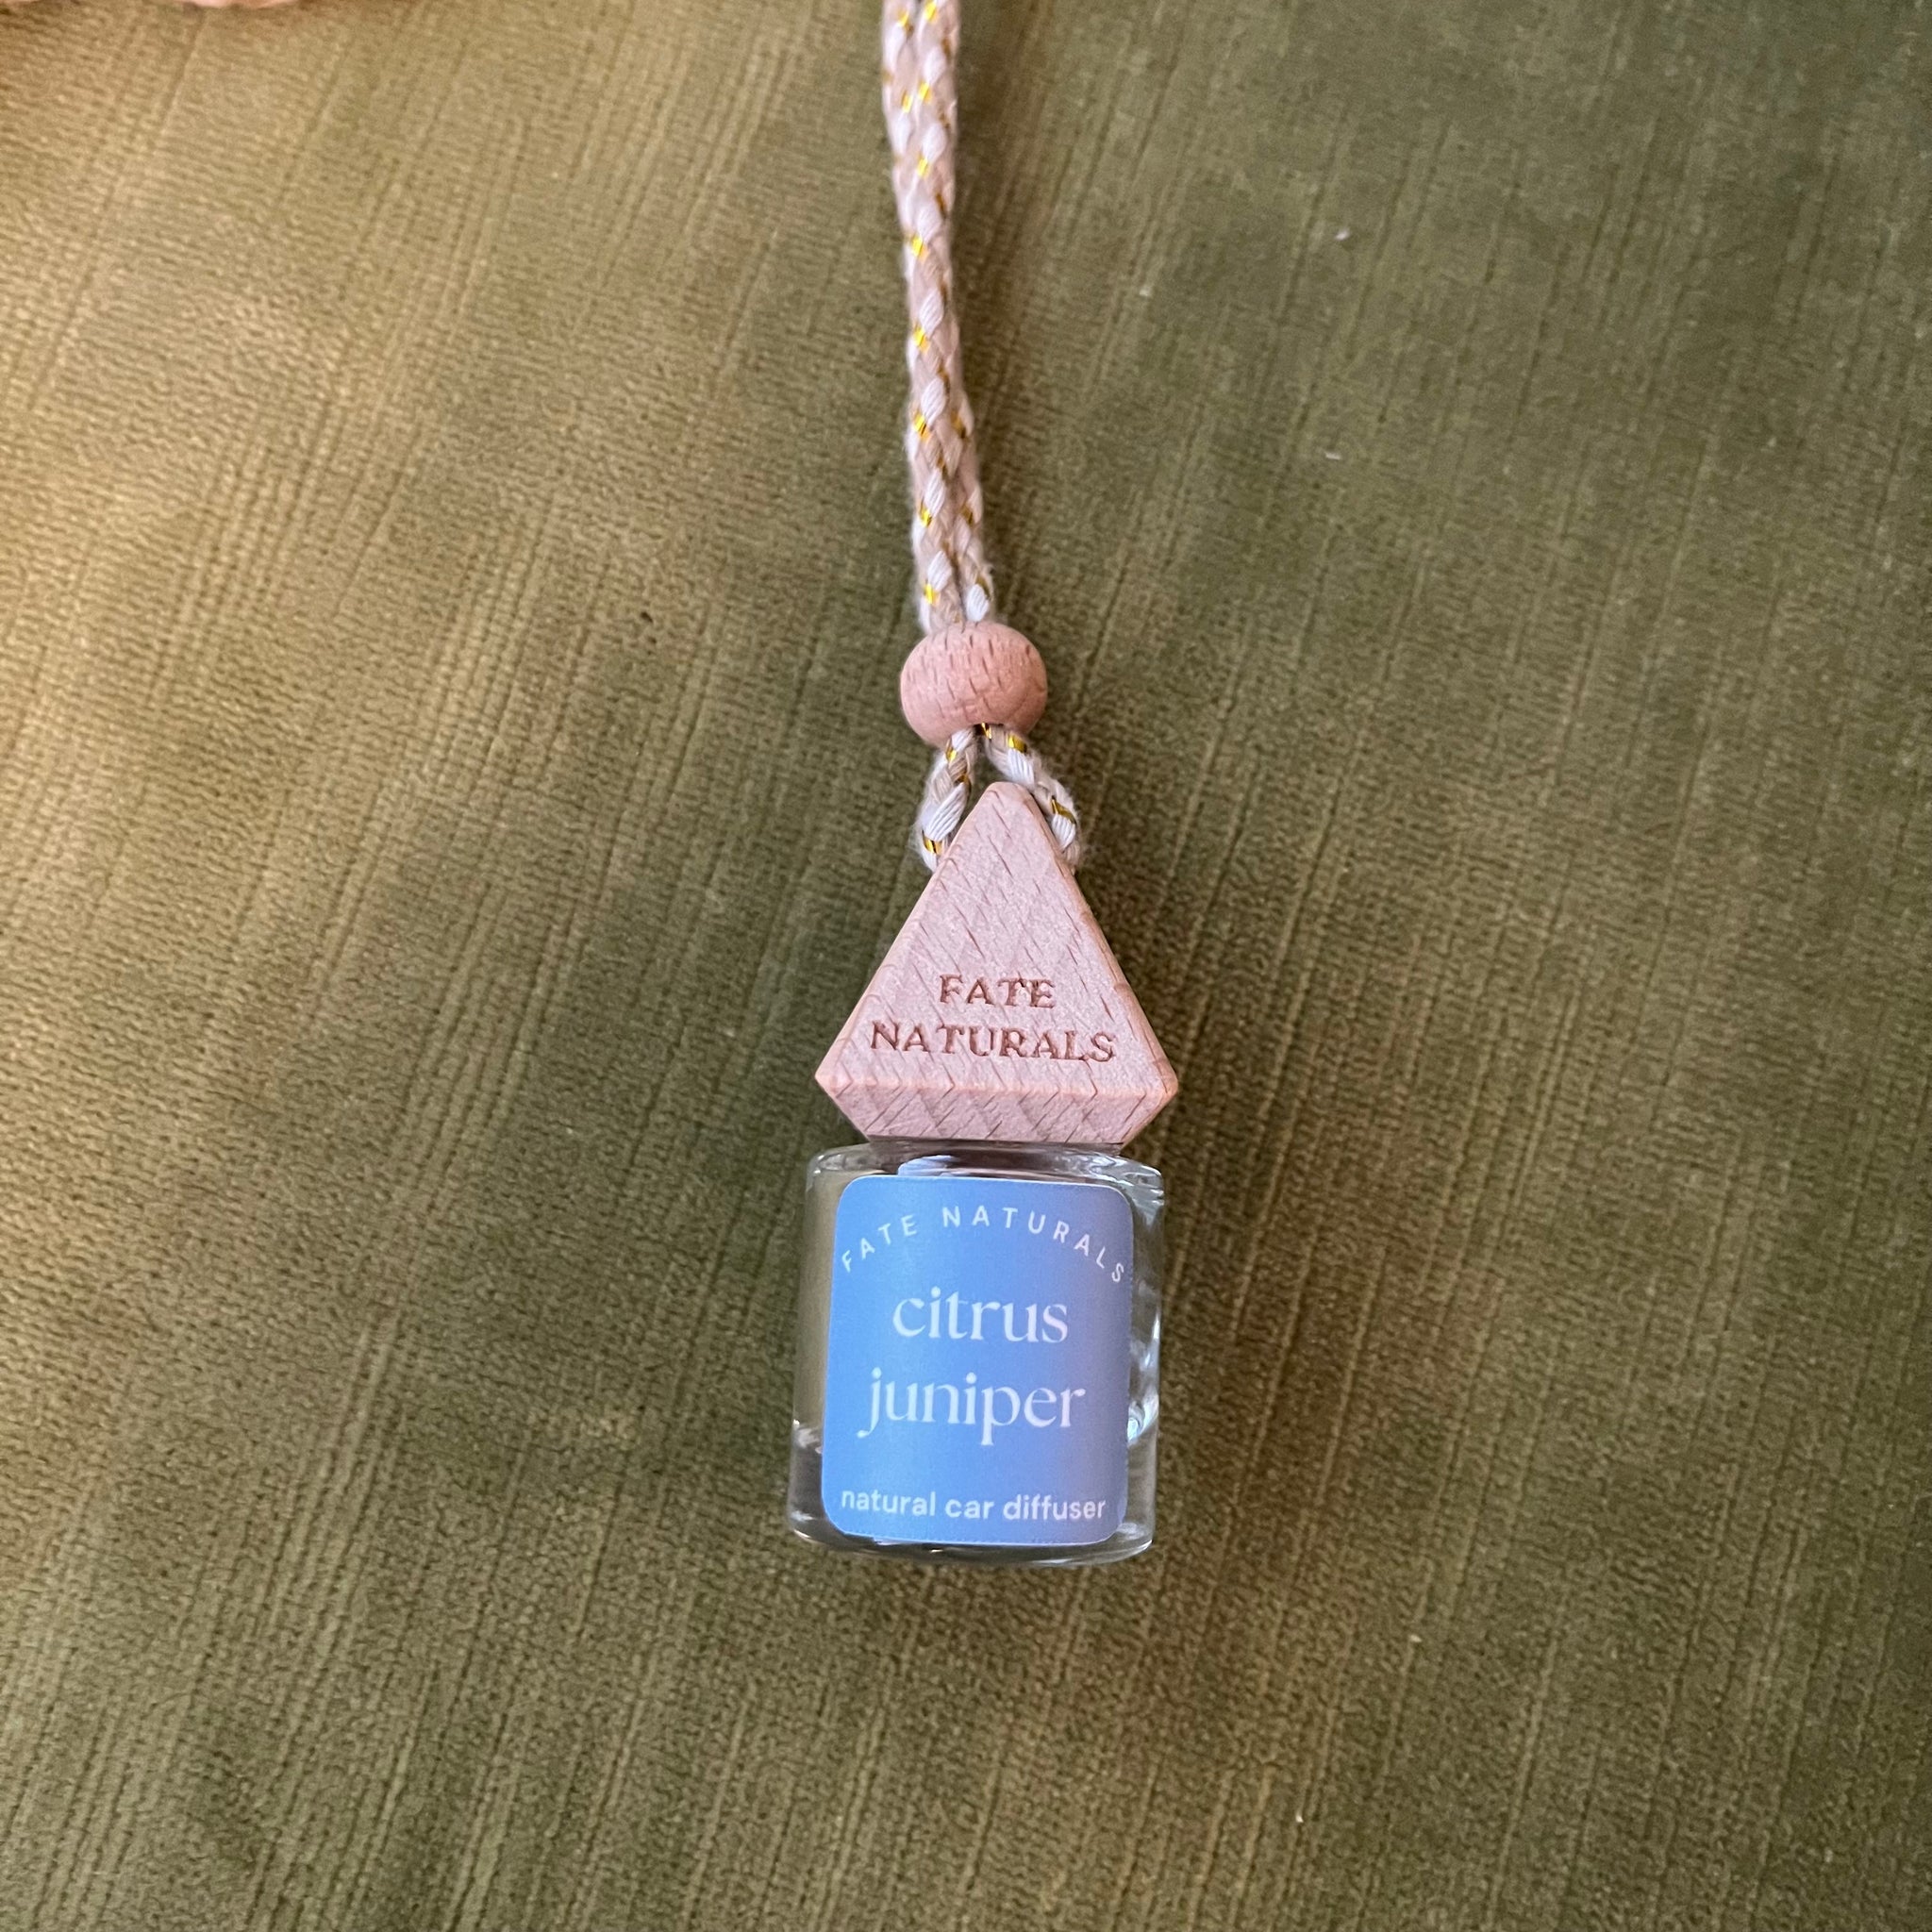 FATE
NATURALS
FATE NATURALS
citrus
juniper
natural car diffuser